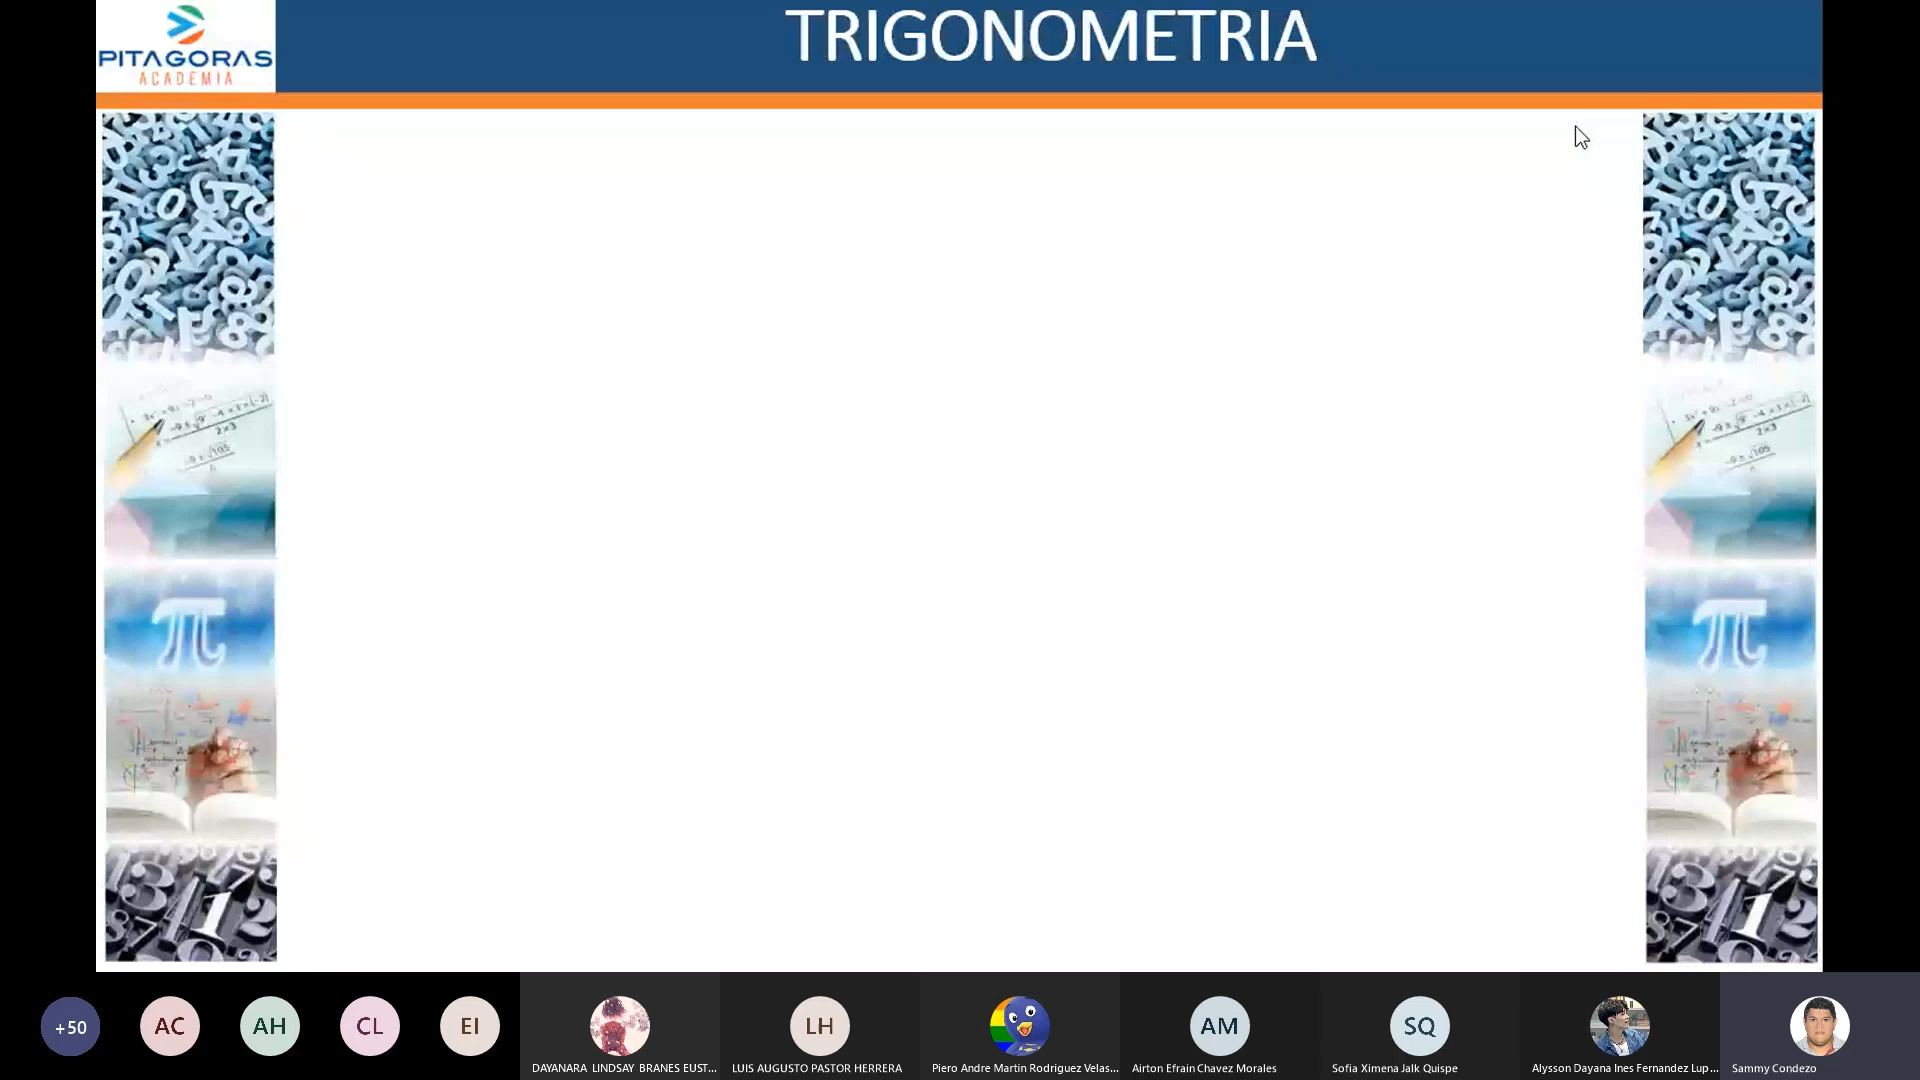 TRIGONOMETRIA
PITAGORAS
ACADEMIA
π
π
+50
AC
AH
CL
EI
LH
AM
SQ
DAYANARA LINDSAY BRANES EUST...
LUIS AUGUSTO PASTOR HERRERA
Piero Andre Martin Rodriguez Velas...
Airton Efrain Chavez Morales
Sofia Ximena Jalk Quispe
Alysson Dayana Ines Fernandez Lup...
Sammy Condezo